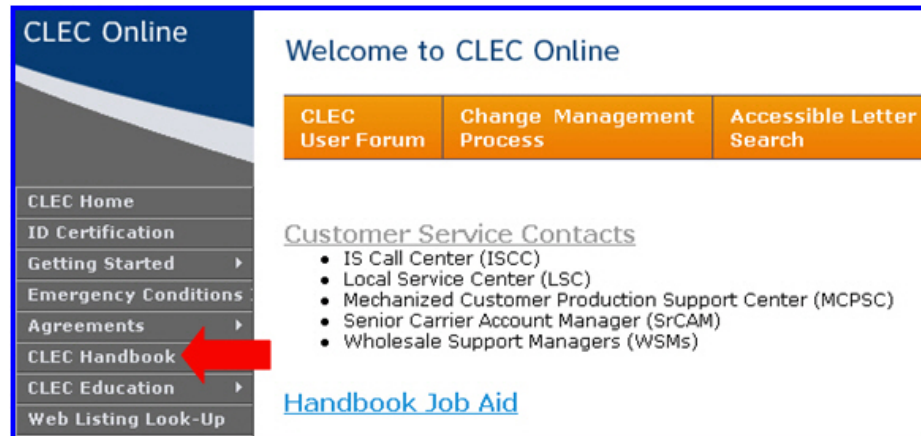 CLEC Online
Welcome to CLEC Online
CLEC
User Forum
Change Management
Process
Accessible Letter
Search
CLEC Home
ID Certification
Getting Started
Emergency Conditions
Agreements
CLEC Handbook
CLEC Education
Web Listing Look-Up
Customer Service Contacts
• IS Call Center (ISCC)
• Local Service Center (LSC)
• Mechanized Customer Production Support Center (MCPSC)
• Senior Carrier Account Manager (SrCAM)
• Wholesale Support Managers (WSMs)
Handbook Job Aid